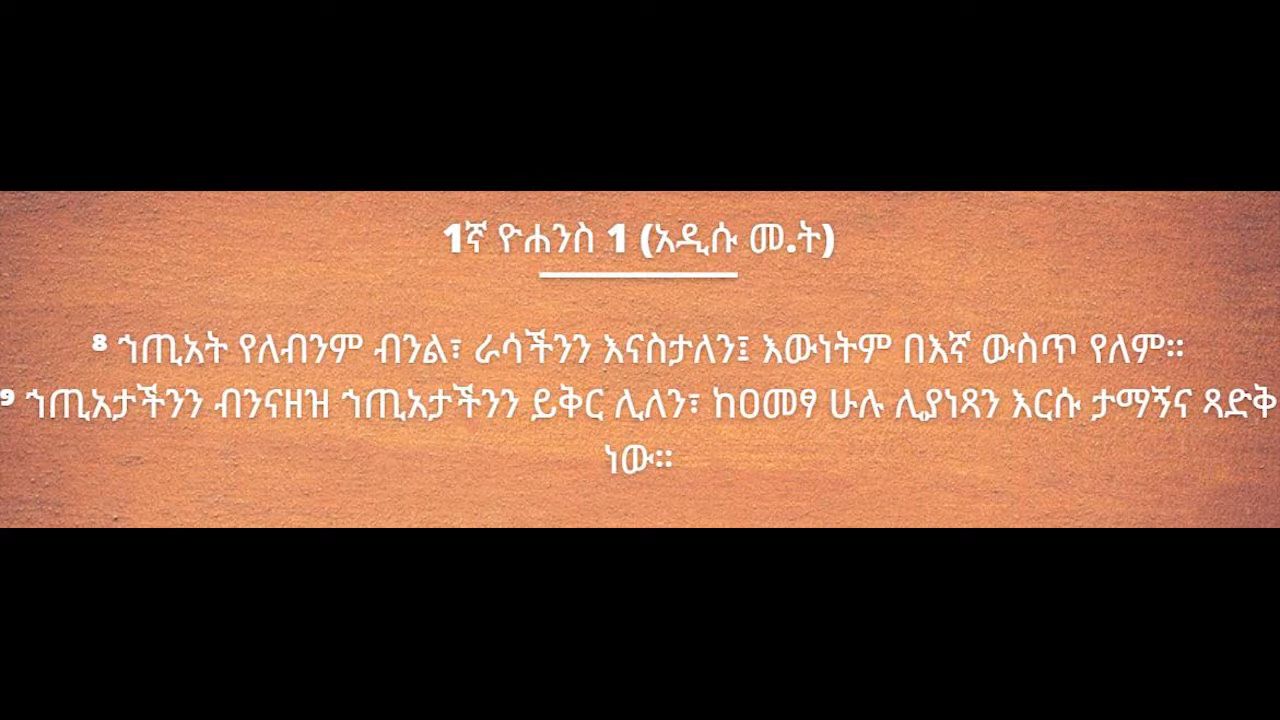 1ኛ ዮሐንስ 1 (አዲሱ መ.ት)
⁸ ኀጢአት የለብንም ብንል፣ ራሳችንን እናስታለን፤ እውነትም በእኛ ውስጥ የለም።
⁹ ኀጢአታችንን ብንናዘዝ ኀጢአታችንን ይቅር ሊለን፣ ከዐመፃ ሁሉ ሊያነጻን እርሱ ታማኝና ጻድቅ
ነው።